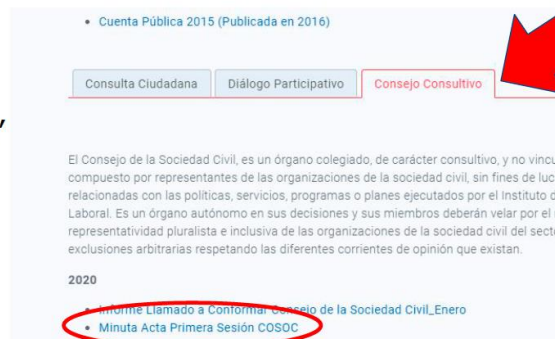 Cuenta Pública 2015 (Publicada en 2016)
Consulta Ciudadana Diálogo Participativo Consejo Consultivo
,
El Consejo de la Sociedad Civil, es un órgano colegiado, de carácter consultivo, y no
compuesto por representantes de las organizaciones de la sociedad civil, sin fines de
relacionadas con las políticas, servicios, programas o planes ejecutados por el Instituto
Laboral. Es un órgano autónomo en sus decisiones y sus miembros deberán velar por el
representatividad pluralista e inclusiva de las organizaciones de la sociedad civil del
exclusiones arbitrarias respetando las diferentes corrientes de opinión que existan.
2020
Informe Llamado a Conformar Consejo de la Sociedad Civil_Enero
Minuta Acta Primera Sesión COSOC